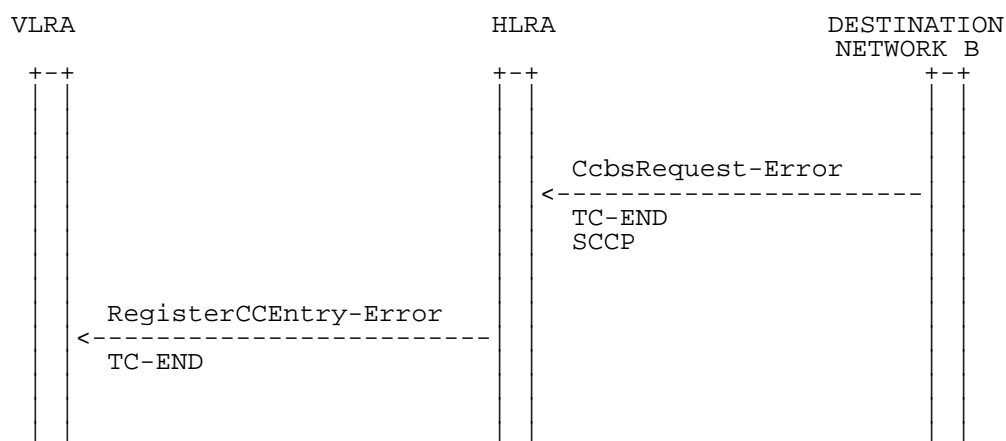 VLRA HLRA DESTINATION
NETWORK B
CcbsRequest-Error
TC-END
SCCP
RegisterCCEntry-Error
TC-END